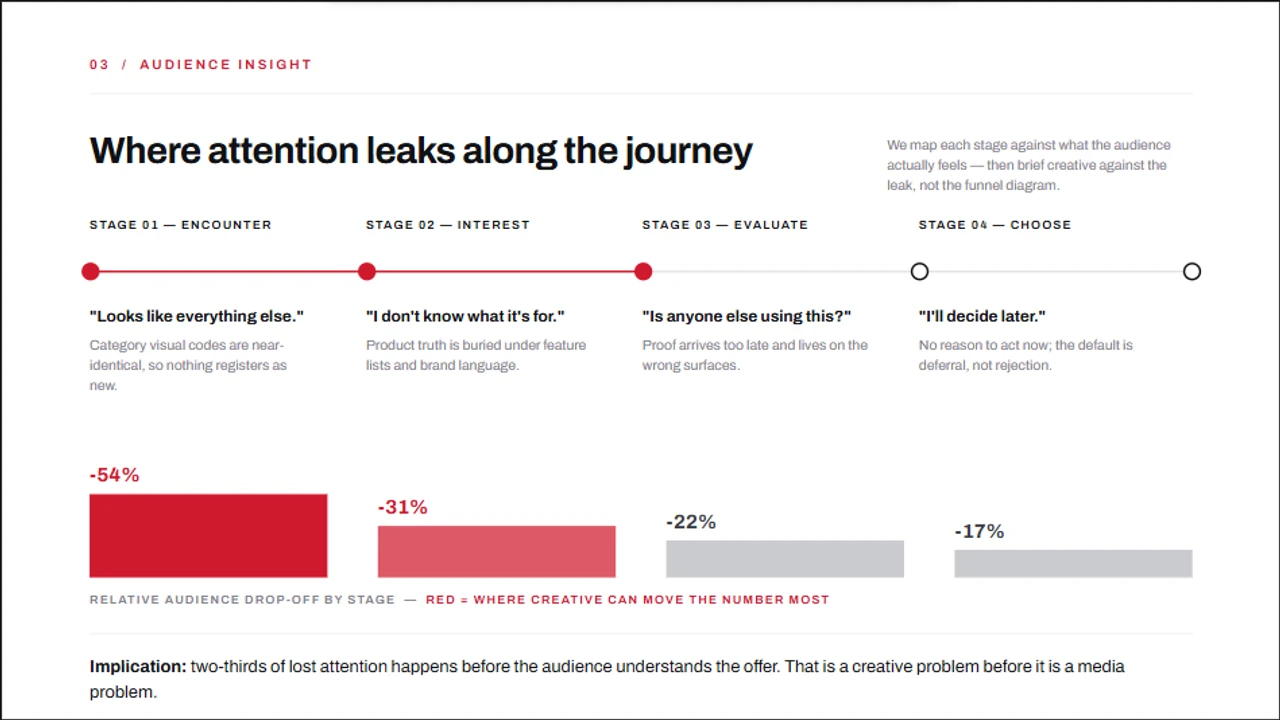 03 / AUDIENCE INSIGHT
Where attention leaks along the journey
We map each stage against what the audience
actually feels — then brief creative against the
leak, not the funnel diagram.
STAGE 01 — ENCOUNTER
STAGE 02 — INTEREST
STAGE 03 — EVALUATE
STAGE 04 — CHOOSE
"Looks like everything else."
Category visual codes are near-
identical, so nothing registers as
new.
"I don't know what it's for."
Product truth is buried under feature
lists and brand language.
"Is anyone else using this?"
Proof arrives too late and lives on the
wrong surfaces.
"I'll decide later."
No reason to act now; the default is
deferral, not rejection.
-54%
-31%
-22%
-17%
RELATIVE AUDIENCE DROP-OFF BY STAGE — RED = WHERE CREATIVE CAN MOVE THE NUMBER MOST
Implication: two-thirds of lost attention happens before the audience understands the offer. That is a creative problem before it is a media
problem.